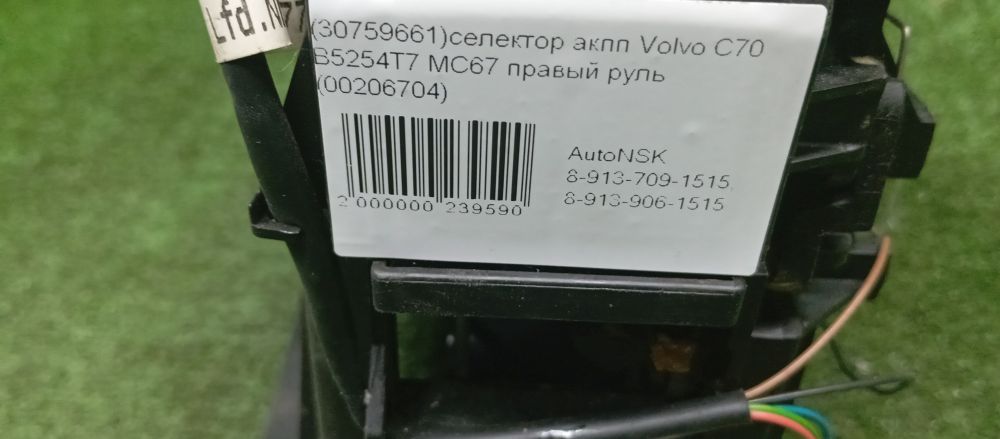 Lfd.N
(30759661)селектор акпп Volvo C70
B5254T7 MC67 правый руль
(00206704)
2 000000 239590
AutoNSK
8-913-709-1515
8-913-906-1515